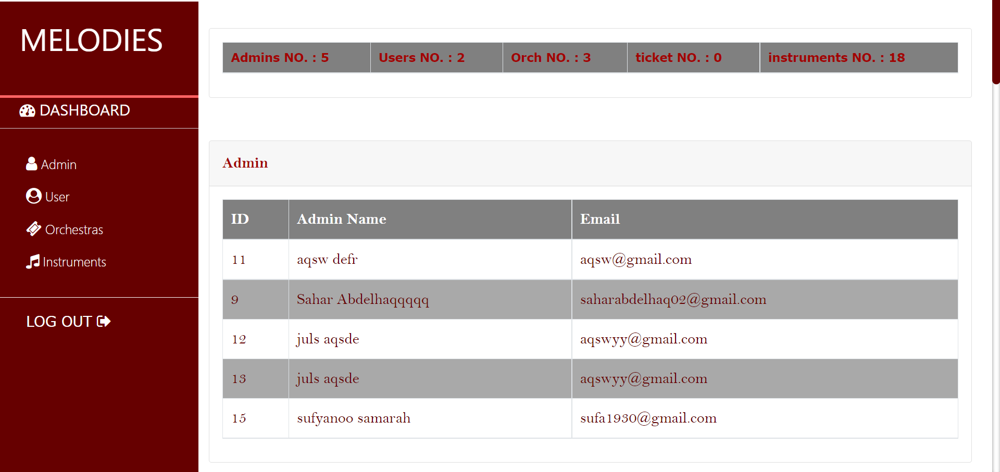 MELODIES
DASHBOARD
Admin
User
Orchestras
Instruments
LOG OUT
Admins NO. : 5 Users NO. : 2 Orch NO. : 3 ticket NO. : 0 instruments NO. : 18
Admin
ID Admin Name Email
11 aqsw defr aqsw@gmail.com
9 Sahar Abdelhaqqqqq saharabdelhaq02@gmail.com
12 juls aqsde aqswyy@gmail.com
13 juls aqsde aqswyy@gmail.com
15 sufyanoo samarah sufa1930@gmail.com